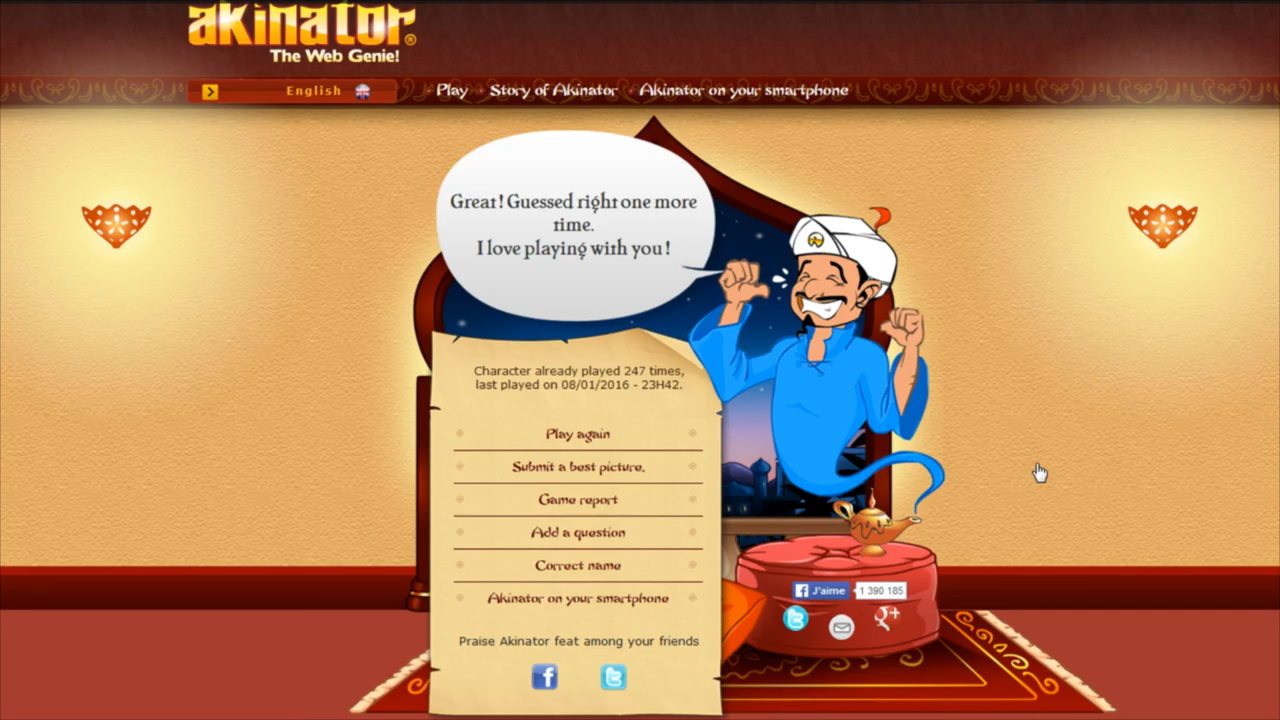 akinator®
The Web Genie!
English
Play
Story of Akinator
Akinator on your smartphone
Great! Guessed right one more
time.
I love playing with you!
Character already played 247 times,
last played on 08/01/2016 - 23H42.
Play again
Submit a best picture.
Game report
Add a question
Correct name
Akinator on your smartphone
J'aime
1 390 185
Praise Akinator feat among your friends